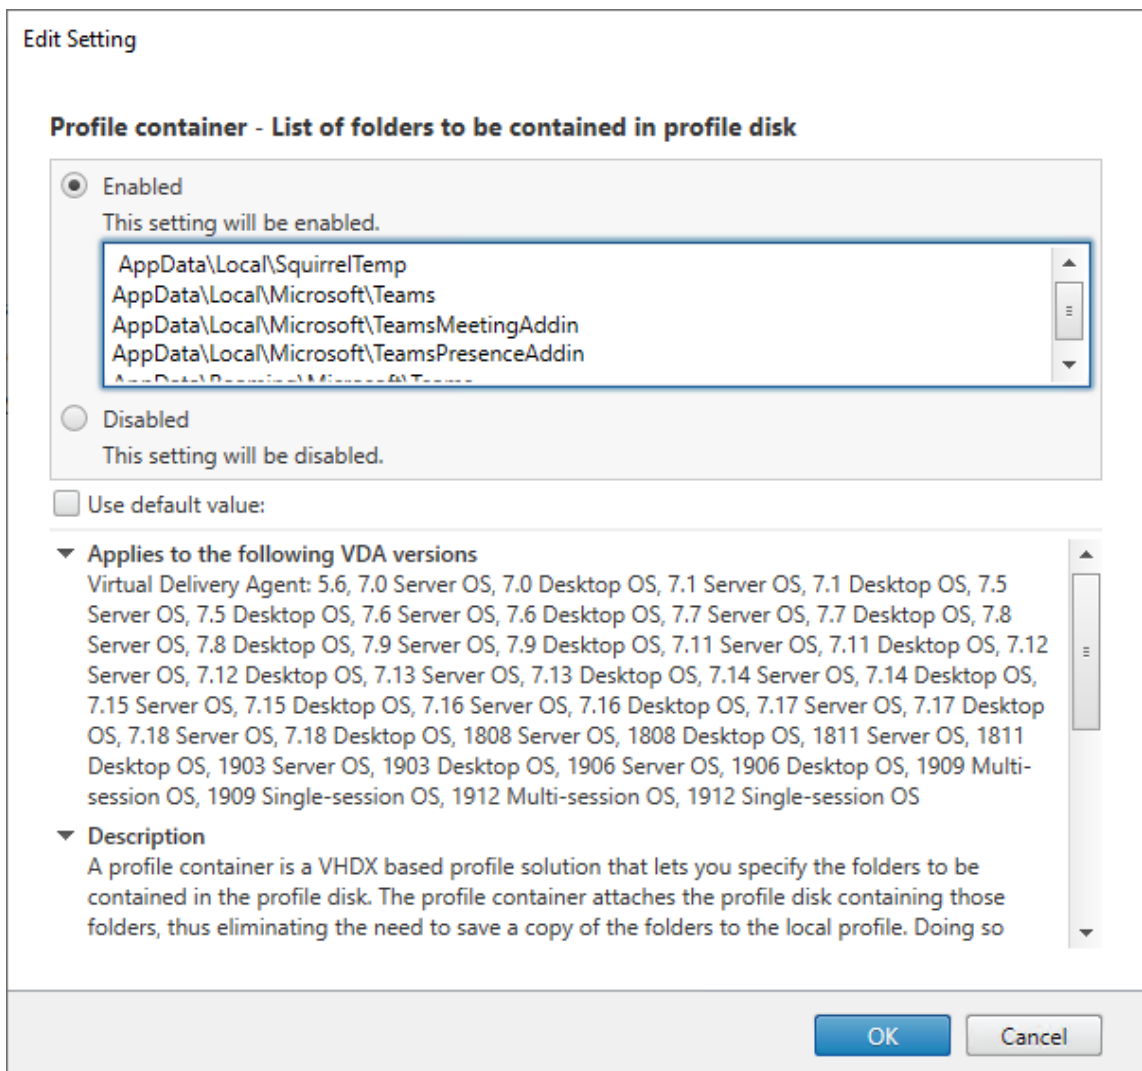 Edit Setting
Profile container - List of folders to be contained in profile disk
Enabled
This setting will be enabled.
AppData\Local\SquirrelTemp
AppData\Local\Microsoft\Teams
AppData\Local\Microsoft\TeamsMeetingAddin
AppData\Local\Microsoft\TeamsPresenceAddin
AppData\Roaming\Microsoft\Teams
Disabled
This setting will be disabled.
Use default value:
Applies to the following VDA versions
Virtual Delivery Agent: 5.6, 7.0 Server OS, 7.0 Desktop OS, 7.1 Server OS, 7.1 Desktop OS, 7.5
Server OS, 7.5 Desktop OS, 7.6 Server OS, 7.6 Desktop OS, 7.7 Server OS, 7.7 Desktop OS, 7.8
Server OS, 7.8 Desktop OS, 7.9 Server OS, 7.9 Desktop OS, 7.11 Server OS, 7.11 Desktop OS, 7.12
Server OS, 7.12 Desktop OS, 7.13 Server OS, 7.13 Desktop OS, 7.14 Server OS, 7.14 Desktop OS,
7.15 Server OS, 7.15 Desktop OS, 7.16 Server OS, 7.16 Desktop OS, 7.17 Server OS, 7.17 Desktop
OS, 7.18 Server OS, 7.18 Desktop OS, 1808 Server OS, 1808 Desktop OS, 1811 Server OS, 1811
Desktop OS, 1903 Server OS, 1903 Desktop OS, 1906 Server OS, 1906 Desktop OS, 1909 Multi-
session OS, 1909 Single-session OS, 1912 Multi-session OS, 1912 Single-session OS
Description
A profile container is a VHDX based profile solution that lets you specify the folders to be
contained in the profile disk. The profile container attaches the profile disk containing those
folders, thus eliminating the need to save a copy of the folders to the local profile. Doing so
OK
Cancel